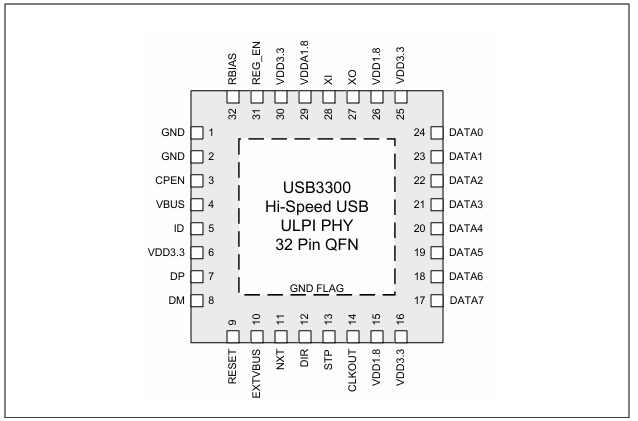 RBIAS
REG_EN
VDD3.3
VDDA1.8
XI
XO
VDD1.8
VDD3.3
32
31
30
29
28
27
26
25
GND 1
GND 2
CPEN 3
VBUS 4
ID 5
VDD3.3 6
DP 7
DM 8
USB3300
Hi-Speed USB
ULPI PHY
32 Pin QFN
GND FLAG
24 DATA0
23 DATA1
22 DATA2
21 DATA3
20 DATA4
19 DATA5
18 DATA6
17 DATA7
9
10
11
12
13
14
15
16
RESET
EXTVBUS
NXT
DIR
STP
CLKOUT
VDD1.8
VDD3.3